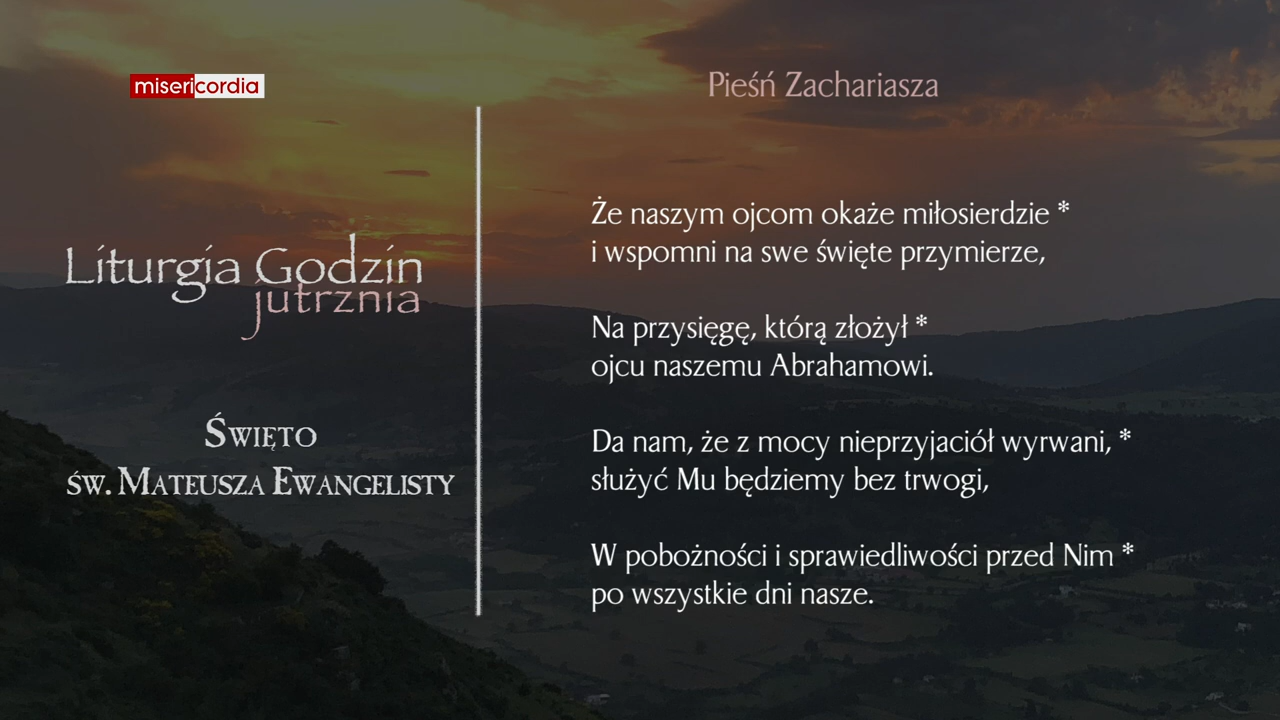 misericordia
Liturgia Godzin
jutrznia
Święto
św. Mateusza Ewangelisty
Pieśń Zachariasza
Że naszym ojcom okaże miłosierdzie *
i wspomni na swe święte przymierze,
Na przysięgę, którą złożył *
ojcu naszemu Abrahamowi.
Da nam, że z mocy nieprzyjaciół wyrwani, *
służyć Mu będziemy bez trwogi,
W pobożności i sprawiedliwości przed Nim *
po wszystkie dni nasze.